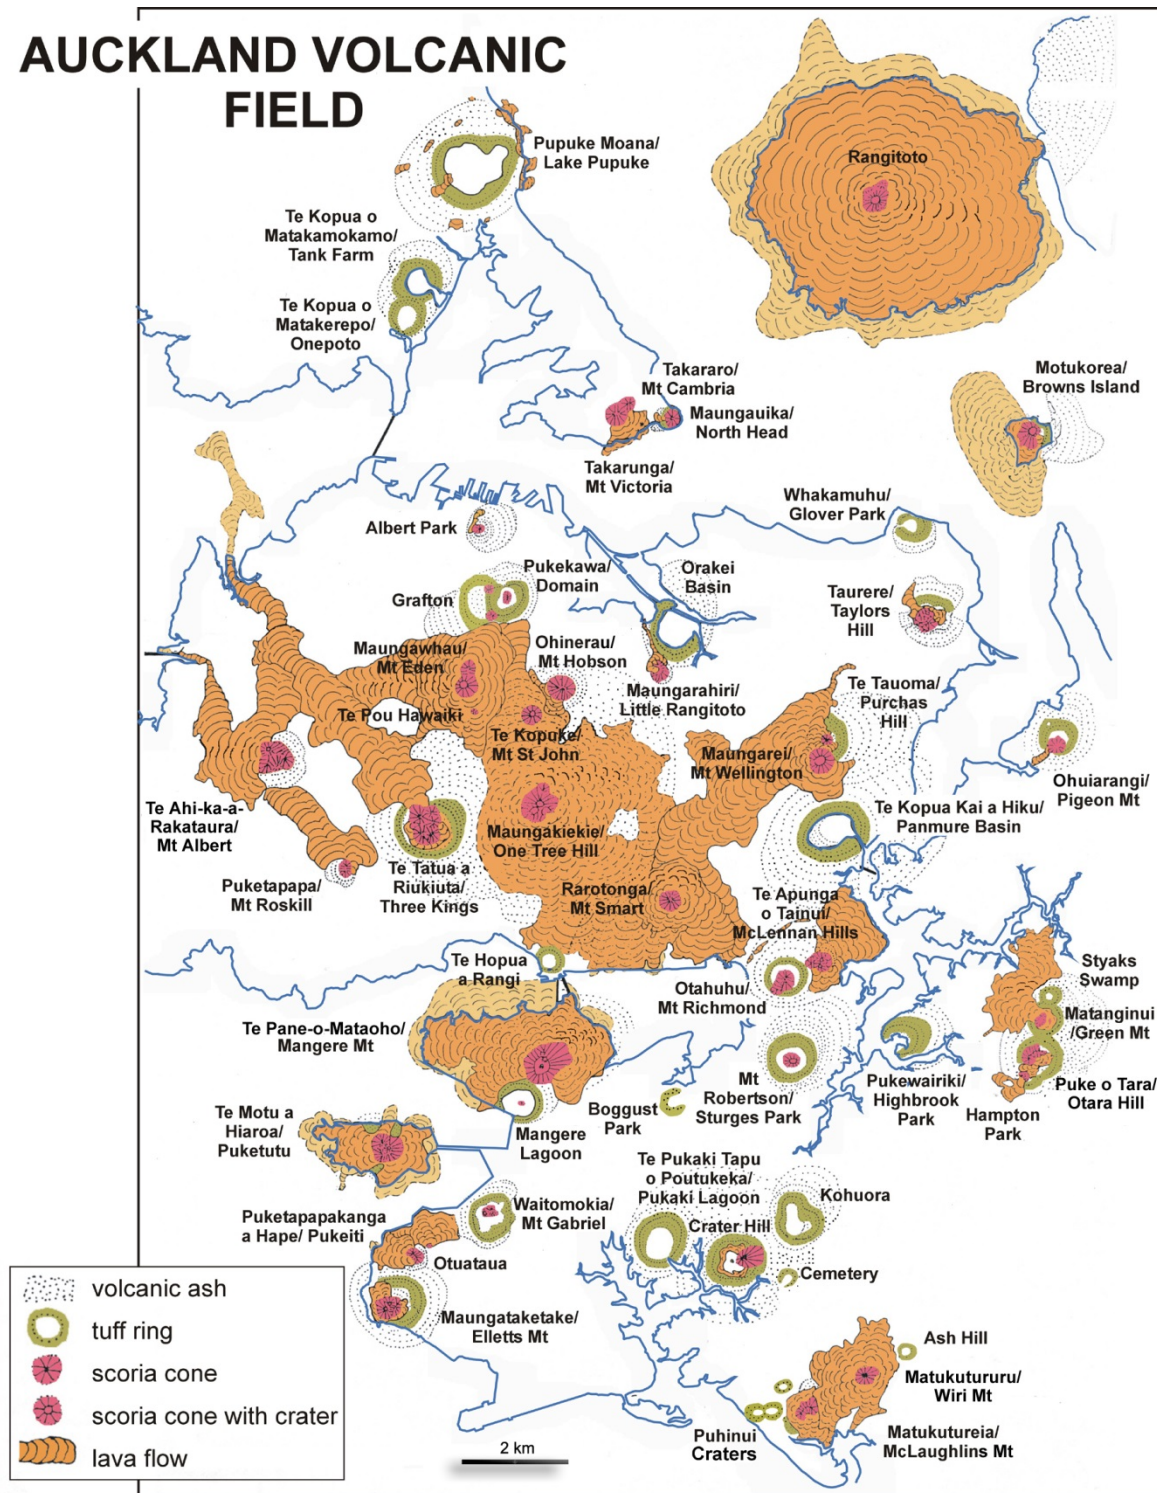 AUCKLAND VOLCANIC
FIELD
Pupuke Moana/
Lake Pupuke
Rangitoto
Te Kopua o
Matakamokamo/
Tank Farm
Te Kopua o
Matakerepo/
Onepoto
Takararo/
Mt Cambria
Maungauika/
North Head
Takarunga/
Mt Victoria
Motukorea/
Browns Island
Whakamuhu/
Glover Park
Albert Park
Pukekawa/
Domain
Orakei
Basin
Grafton
Taurere/
Taylors
Hill
Maungawhau/
Mt Eden
Ohinerau/
Mt Hobson
Maungarahiri/
Little Rangitoto
Te Tauoma/
Purchas
Hill
Te Pou Hawaiki
Te Kopuke/
Mt St John
Maungarei/
Mt Wellington
Ohuiarangi/
Pigeon Mt
Te Ahi-ka-a-
Rakataura/
Mt Albert
Maungakiekie/
One Tree Hill
Te Kopua Kai a Hiku/
Panmure Basin
Puketapapa/
Mt Roskill
Te Tatua a
Riukiuta/
Three Kings
Rarotonga/
Mt Smart
Te Apunga
o Tainui/
McLennan Hills
Te Hopua
a Rangi
Otahuhu/
Mt Richmond
Styaks
Swamp
Matanginui
/Green Mt
Te Pane-o-Mataoho/
Mangere Mt
Mt
Robertson/
Sturges Park
Pukewairiki/
Highbrook
Park
Puke o Tara/
Otara Hill
Hampton
Park
Boggust
Park
Te Motu a
Hiaroa/
Puketutu
Mangere
Lagoon
Te Pukaki Tapu
o Poutukeka/
Pukaki Lagoon
Kohuora
Waitomokia/
Mt Gabriel
Puketapapakanga
a Hape/ Pukeiti
Crater Hill
Otuataua
Cemetery
Maungataketake/
Elletts Mt
Ash Hill
Matukutururu/
Wiri Mt
Puhinui
Craters
Matukutureia/
McLaughlins Mt
volcanic ash
tuff ring
scoria cone
scoria cone with crater
lava flow
2 km